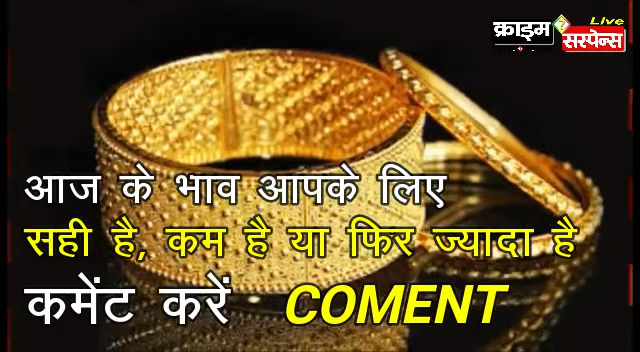 क्राइम Live
सस्पेन्स
आज के भाव आपके लिए
सही है, कम है या फिर ज्यादा है
कमेंट करें COMENT